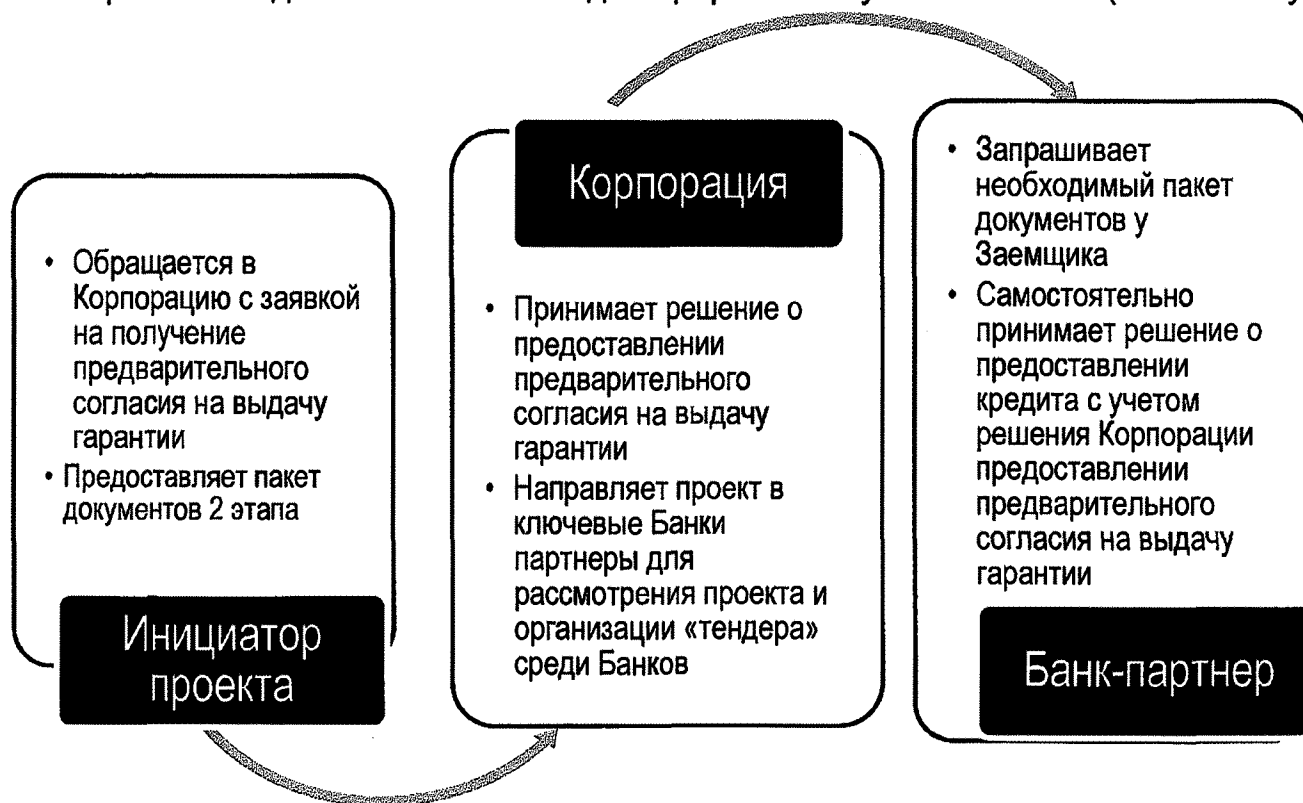 Обращается в
Корпорацию с заявкой
на получение
предварительного
согласия на выдачу
гарантии
Предоставляет пакет
документов 2 этапа
Инициатор
проекта
Корпорация
Принимает решение о
предоставлении
предварительного
согласия на выдачу
гарантии
Направляет проект в
ключевые Банки
партнеры для
рассмотрения проекта и
организации «тендера»
среди Банков
Запрашивает
необходимый пакет
документов у
Заемщика
Самостоятельно
принимает решение о
предоставлении
кредита с учетом
решения Корпорации
предоставлении
предварительного
согласия на выдачу
гарантии
Банк-партнер